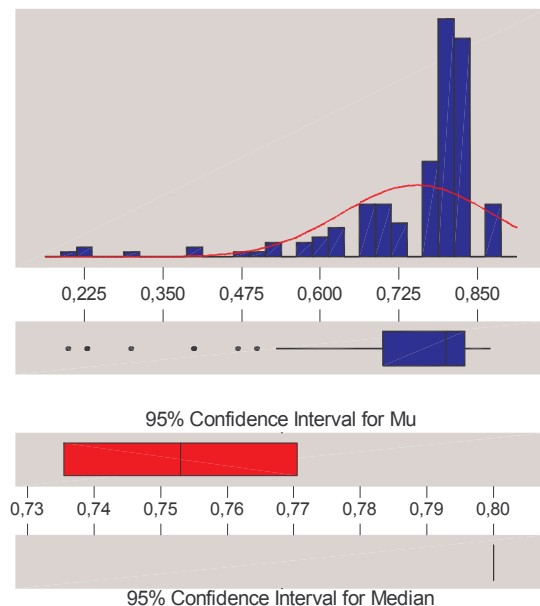 0,225 0,350 0,475 0,600 0,725 0,850
95% Confidence Interval for Mu
0,73 0,74 0,75 0,76 0,77 0,78 0,79 0,80
95% Confidence Interval for Median